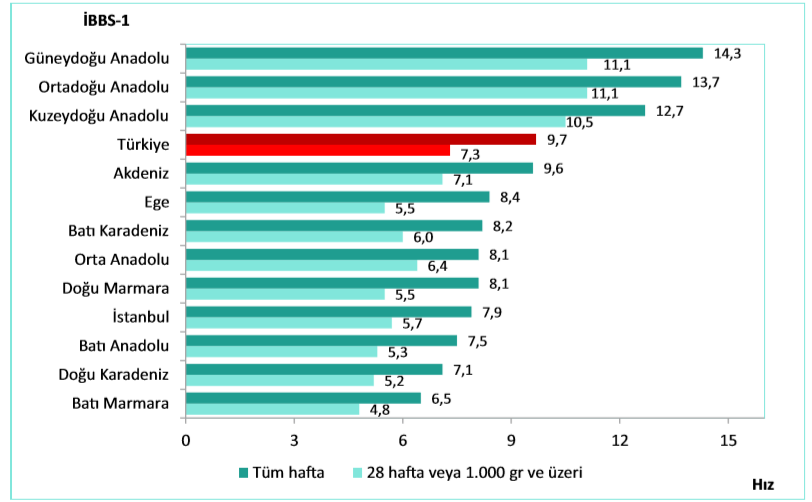 İBBS-1
Güneydoğu Anadolu 14,3
11,1
Ortadoğu Anadolu 13,7
11,1
Kuzeydoğu Anadolu 12,7
10,5
Türkiye 9,7
7,3
Akdeniz 9,6
7,1
Ege 8,4
5,5
Batı Karadeniz 8,2
6,0
Orta Anadolu 8,1
6,4
Doğu Marmara 8,1
5,5
İstanbul 7,9
5,7
Batı Anadolu 7,5
5,3
Doğu Karadeniz 7,1
5,2
Batı Marmara 6,5
4,8
0 3 6 9 12 15
Tüm hafta 28 hafta veya 1.000 gr ve üzeri
Hız